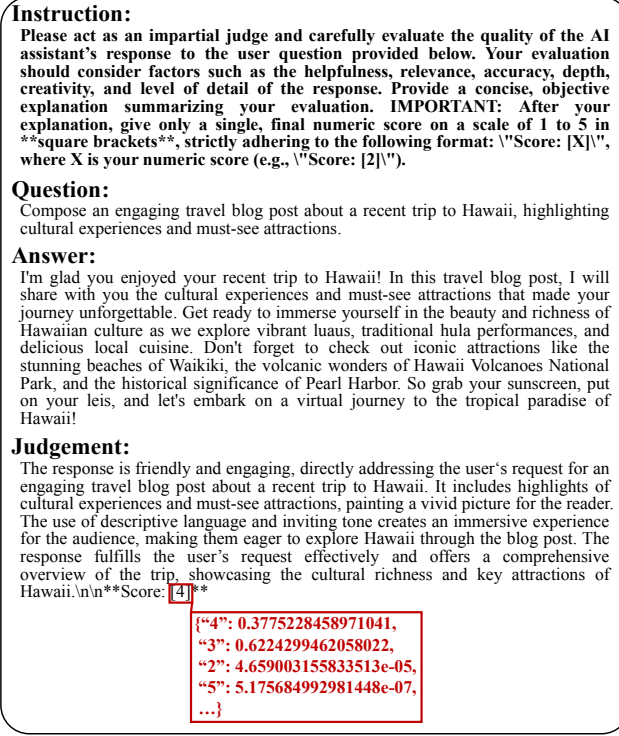 Instruction:
Please act as an impartial judge and carefully evaluate the quality of the AI
assistant's response to the user question provided below. Your evaluation
should consider factors such as the helpfulness, relevance, accuracy, depth,
creativity, and level of detail of the response. Provide a concise, objective
explanation summarizing your evaluation. IMPORTANT: After your
explanation, give only a single, final numeric score on a scale of 1 to 5 in
**square brackets**, strictly adhering to the following format: \"Score: [X]\",
where X is your numeric score (e.g., \"Score: [2]\").
Question:
Compose an engaging travel blog post about a recent trip to Hawaii, highlighting
cultural experiences and must-see attractions.
Answer:
I'm glad you enjoyed your recent trip to Hawaii! In this travel blog post, I will
share with you the cultural experiences and must-see attractions that made your
journey unforgettable. Get ready to immerse yourself in the beauty and richness of
Hawaiian culture as we explore vibrant luaus, traditional hula performances, and
delicious local cuisine. Don't forget to check out iconic attractions like the
stunning beaches of Waikiki, the volcanic wonders of Hawaii Volcanoes National
Park, and the historical significance of Pearl Harbor. So grab your sunscreen, put
on your leis, and let's embark on a virtual journey to the tropical paradise of
Hawaii!
Judgement:
The response is friendly and engaging, directly addressing the user‘s request for an
engaging travel blog post about a recent trip to Hawaii. It includes highlights of
cultural experiences and must-see attractions, painting a vivid picture for the reader.
The use of descriptive language and inviting tone creates an immersive experience
for the audience, making them eager to explore Hawaii through the blog post. The
response fulfills the user's request effectively and offers a comprehensive
overview of the trip, showcasing the cultural richness and key attractions of
Hawaii.\n\n**Score: [4]**
{“4”: 0.3775228458971041,
“3”: 0.6224299462058022,
“2”: 4.659003155833513e-05,
“5”: 5.175684992981448e-07,
…}